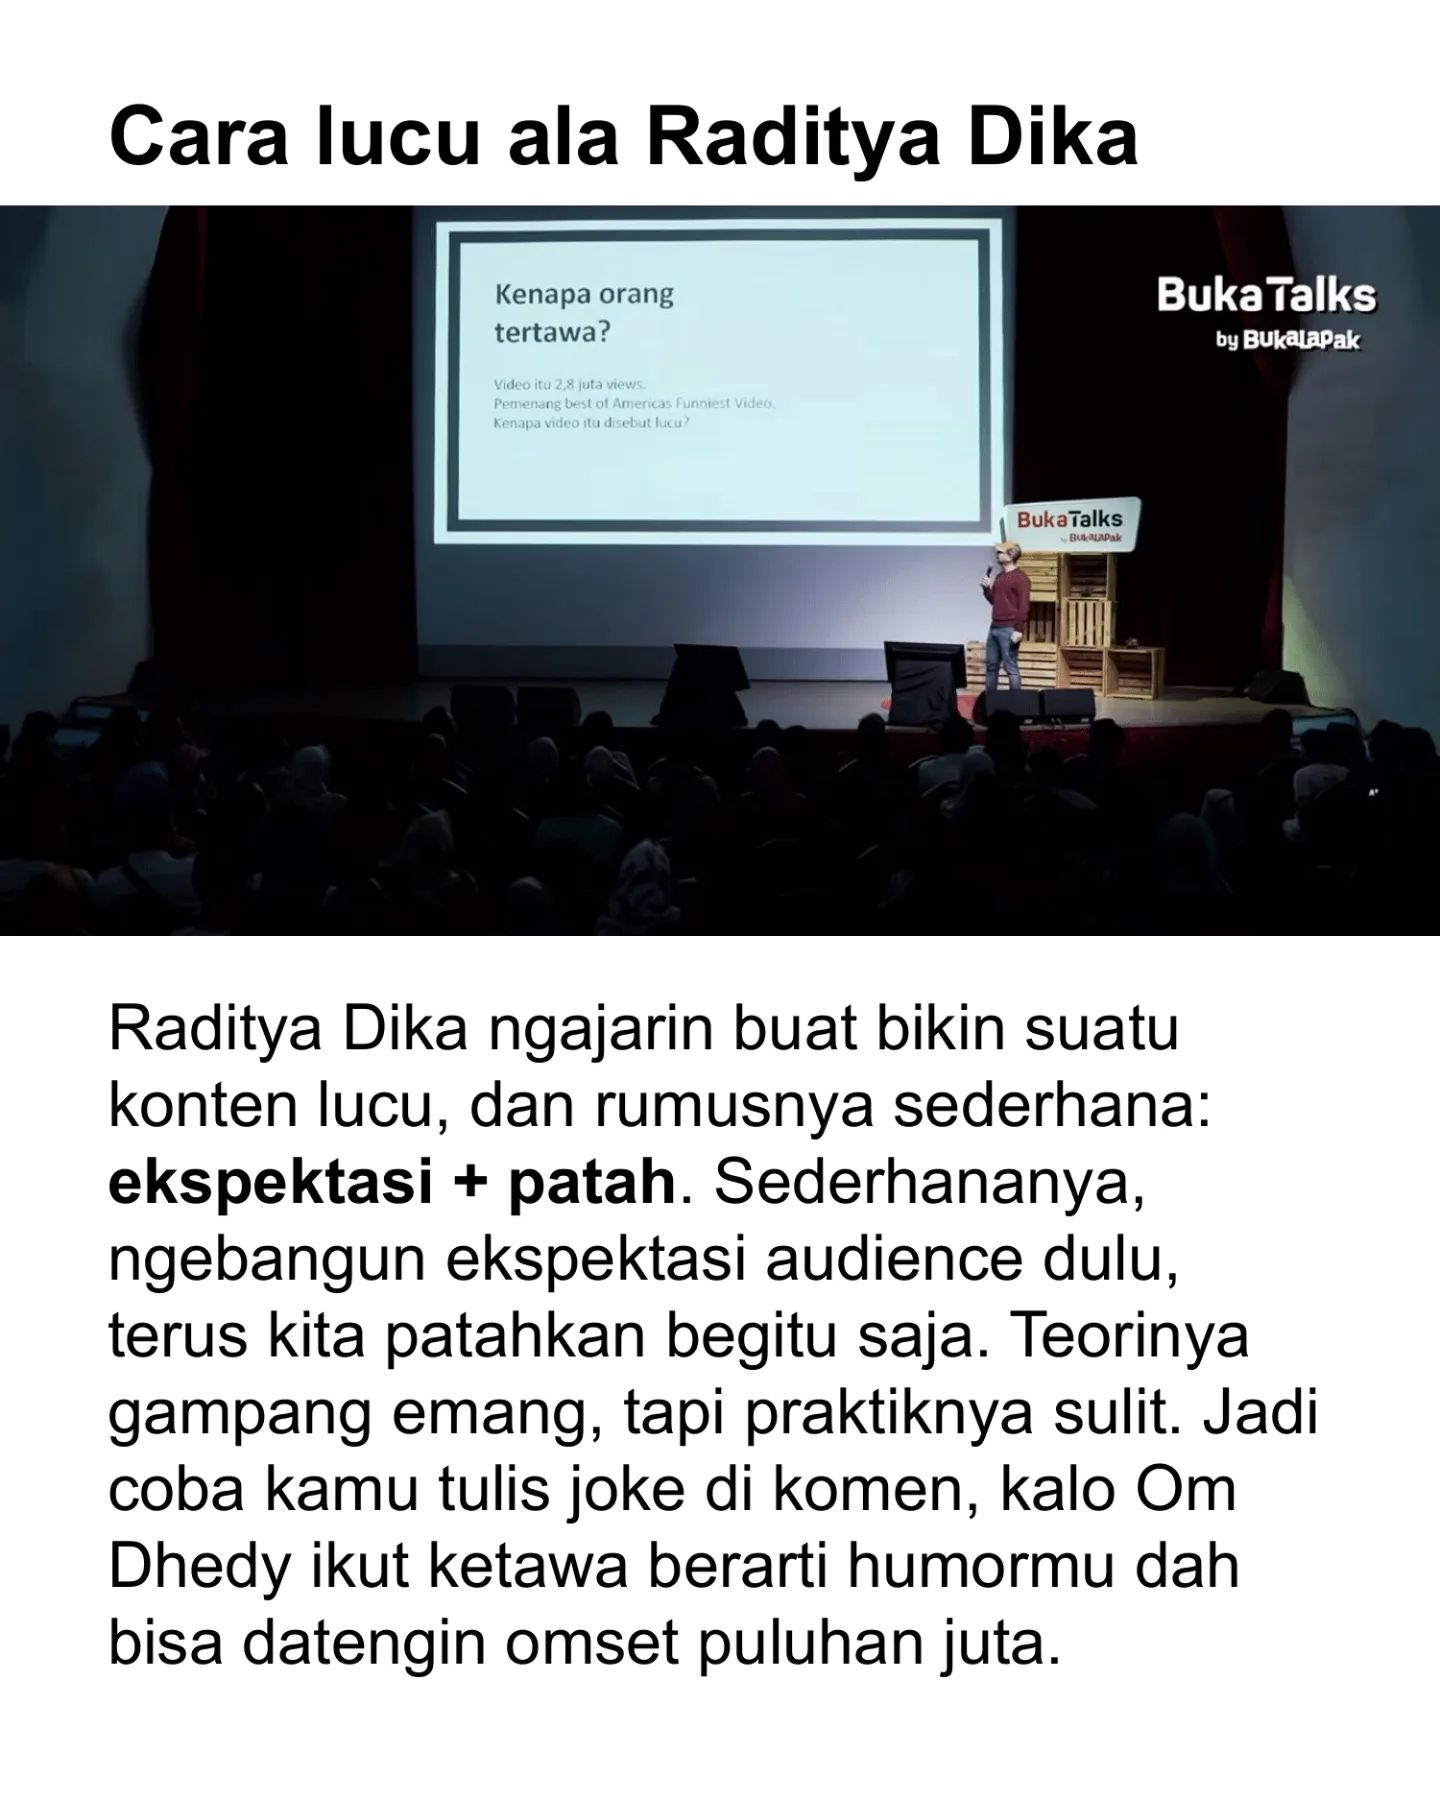 Cara lucu ala Raditya Dika
Kenapa orang
tertawa?
Video itu 2,8 juta views.
Pemenang best of Americas Funniest Video.
Kenapa video itu disebut lucu?
BukaTalks
by BukaLapak
BukaTalks
by BukaLapak
Raditya Dika ngajarin buat bikin suatu
konten lucu, dan rumusnya sederhana:
ekspektasi + patah. Sederhananya,
ngebangun ekspektasi audience dulu,
terus kita patahkan begitu saja. Teorinya
gampang emang, tapi praktiknya sulit. Jadi
coba kamu tulis joke di komen, kalo Om
Dhedy ikut ketawa berarti humormu dah
bisa datengin omset puluhan juta.